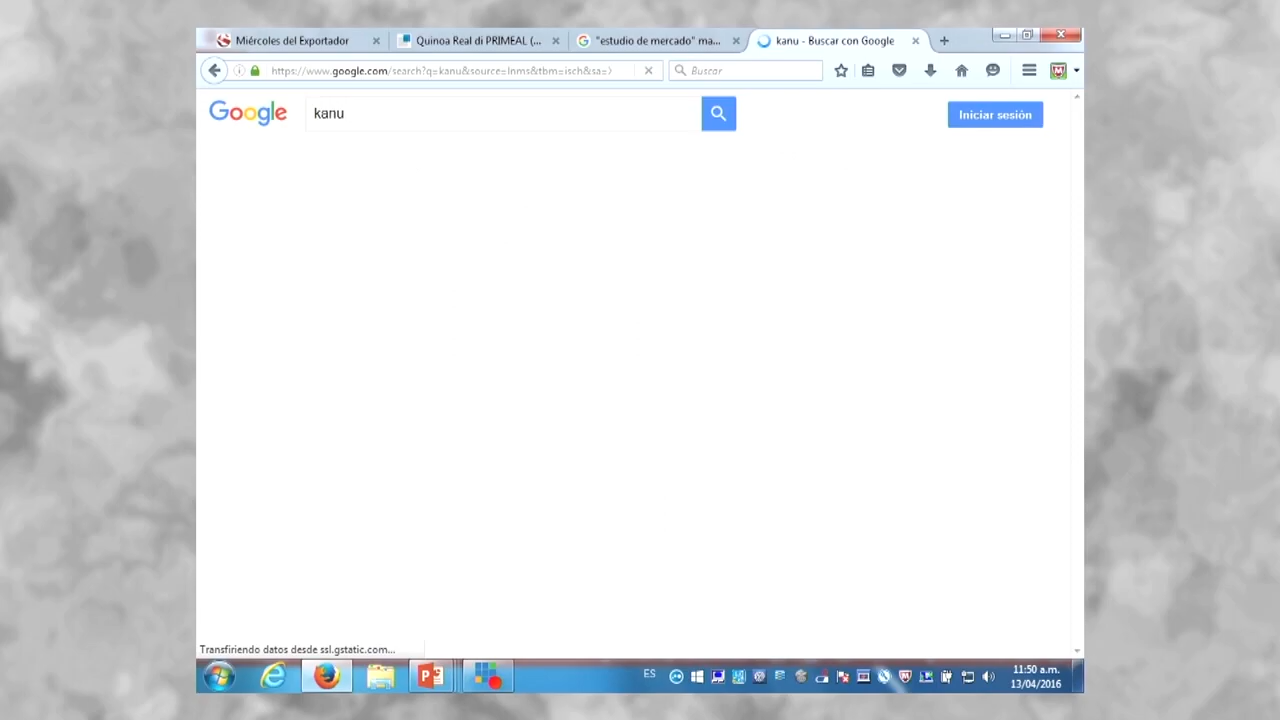 Miércoles del Exportador
Quinoa Real di PRIMEAL (...
"estudio de mercado" ma...
kanu - Buscar con Google
https://www.google.com/search?q=kanu&source=lnms&tbm=isch&sa=
Buscar
Google
kanu
Iniciar sesión
Transfiriendo datos desde ssl.gstatic.com...
ES
11:50 a.m.
13/04/2016